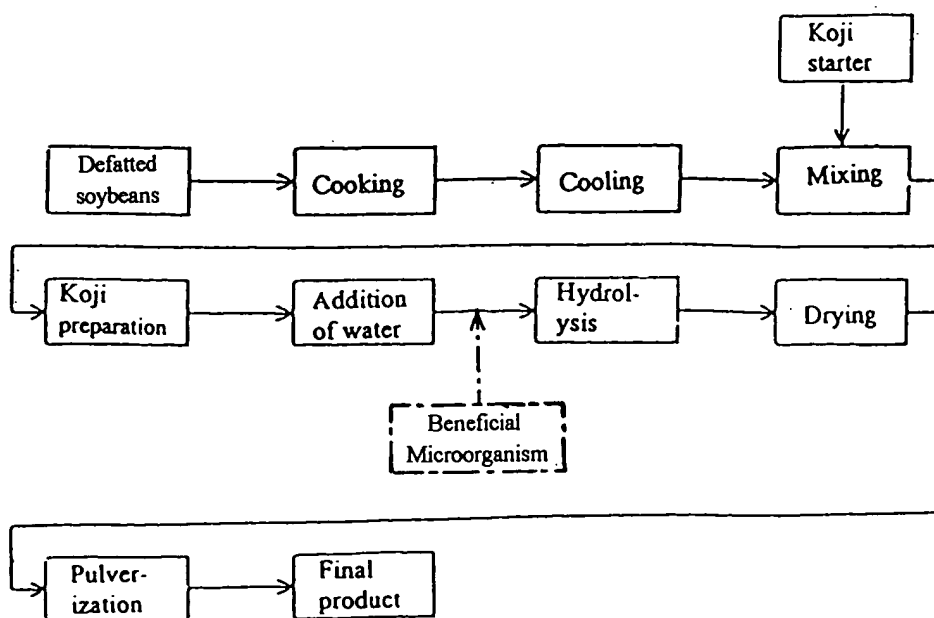 Koji
starter
Defatted
soybeans
Cooking
Cooling
Mixing
Koji
preparation
Addition
of water
Hydrol-
ysis
Drying
Beneficial
Microorganism
Pulver-
ization
Final
product